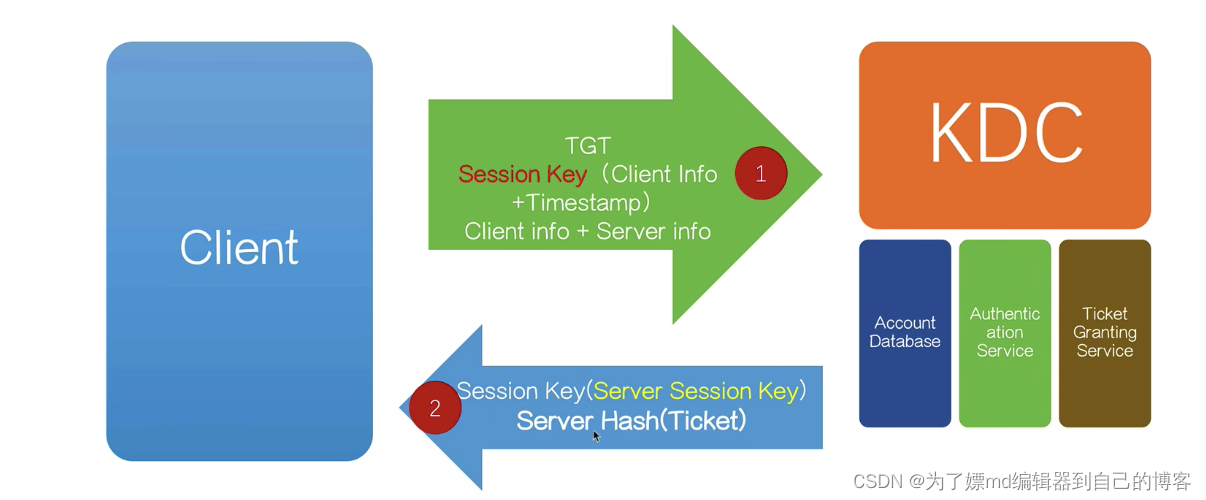 Client
TGT
Session Key（Client Info
+Timestamp）
Client info + Server info
1
Session Key(Server Session Key)
Server Hash(Ticket)
2
KDC
Account
Database
Authentic
ation
Service
Ticket
Granting
Service
CSDN @为了嫖md编辑器到自己的博客